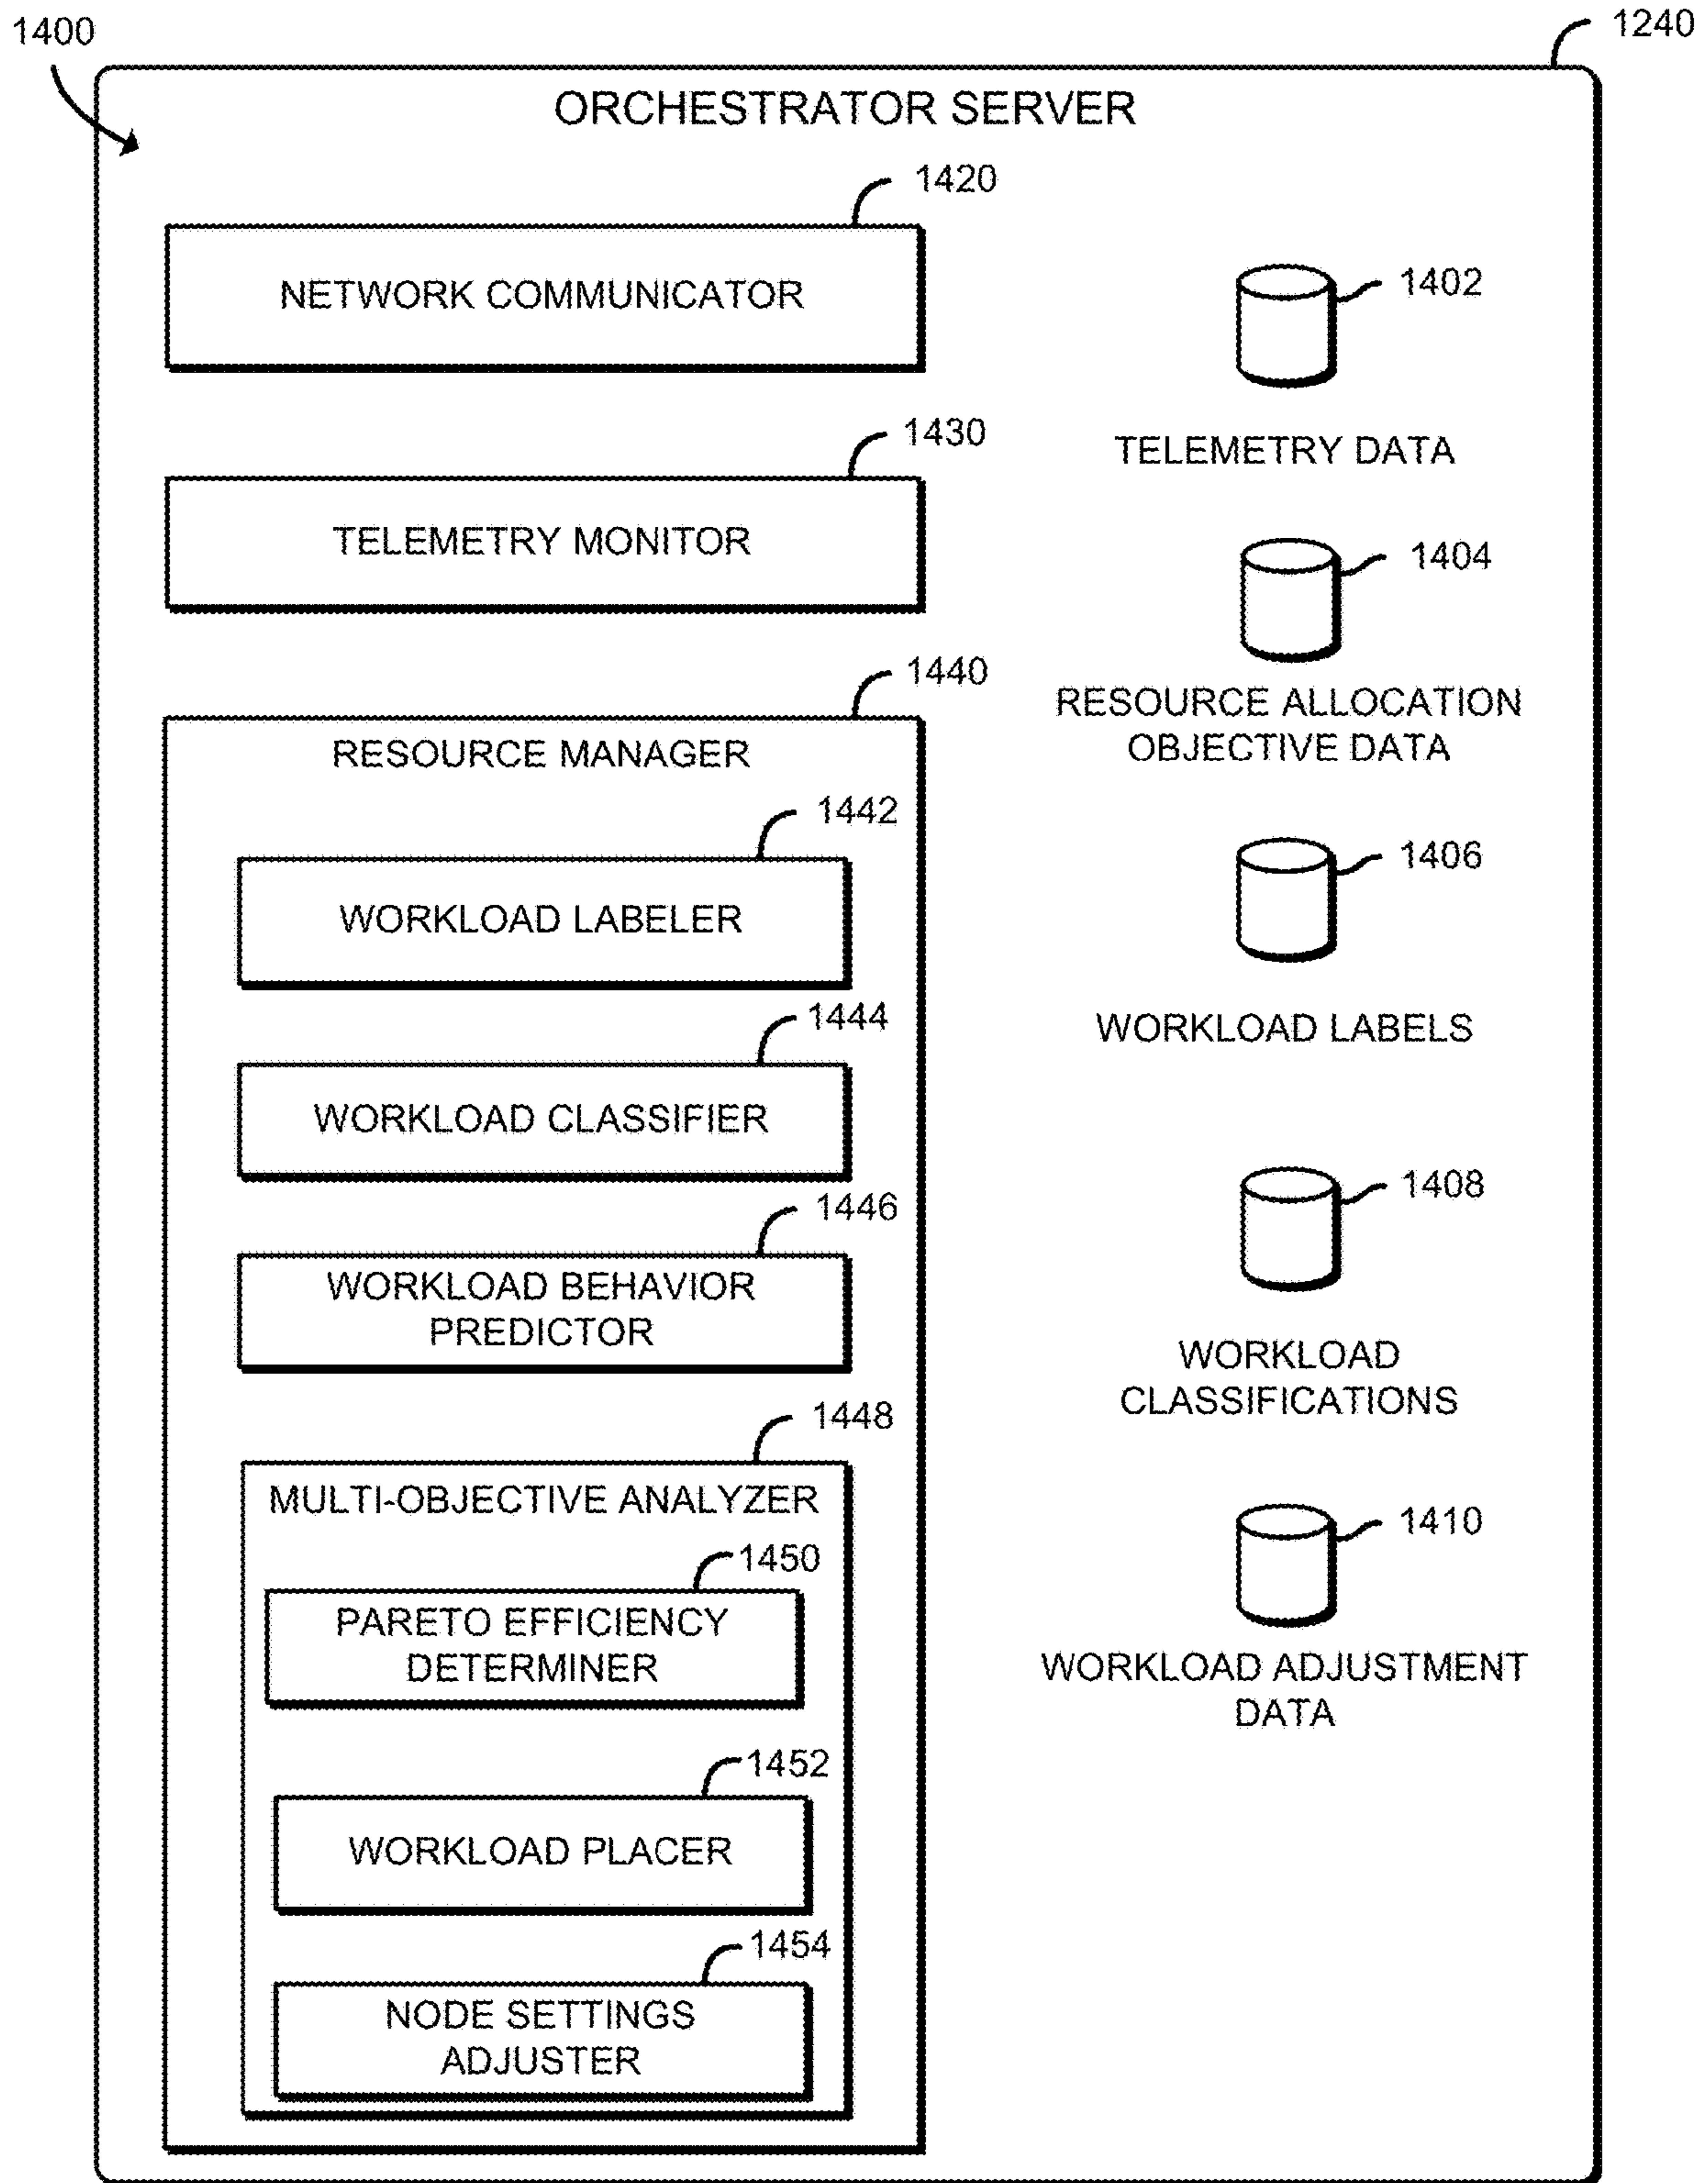 1400
1240
ORCHESTRATOR SERVER
1420
NETWORK COMMUNICATOR
1402
TELEMETRY DATA
1430
TELEMETRY MONITOR
1404
RESOURCE ALLOCATION
OBJECTIVE DATA
1440
RESOURCE MANAGER
1442
WORKLOAD LABELER
1406
WORKLOAD LABELS
1444
WORKLOAD CLASSIFIER
1408
WORKLOAD
CLASSIFICATIONS
1446
WORKLOAD BEHAVIOR
PREDICTOR
1448
MULTI-OBJECTIVE ANALYZER
1410
WORKLOAD ADJUSTMENT
DATA
1450
PARETO EFFICIENCY
DETERMINER
1452
WORKLOAD PLACER
1454
NODE SETTINGS
ADJUSTER